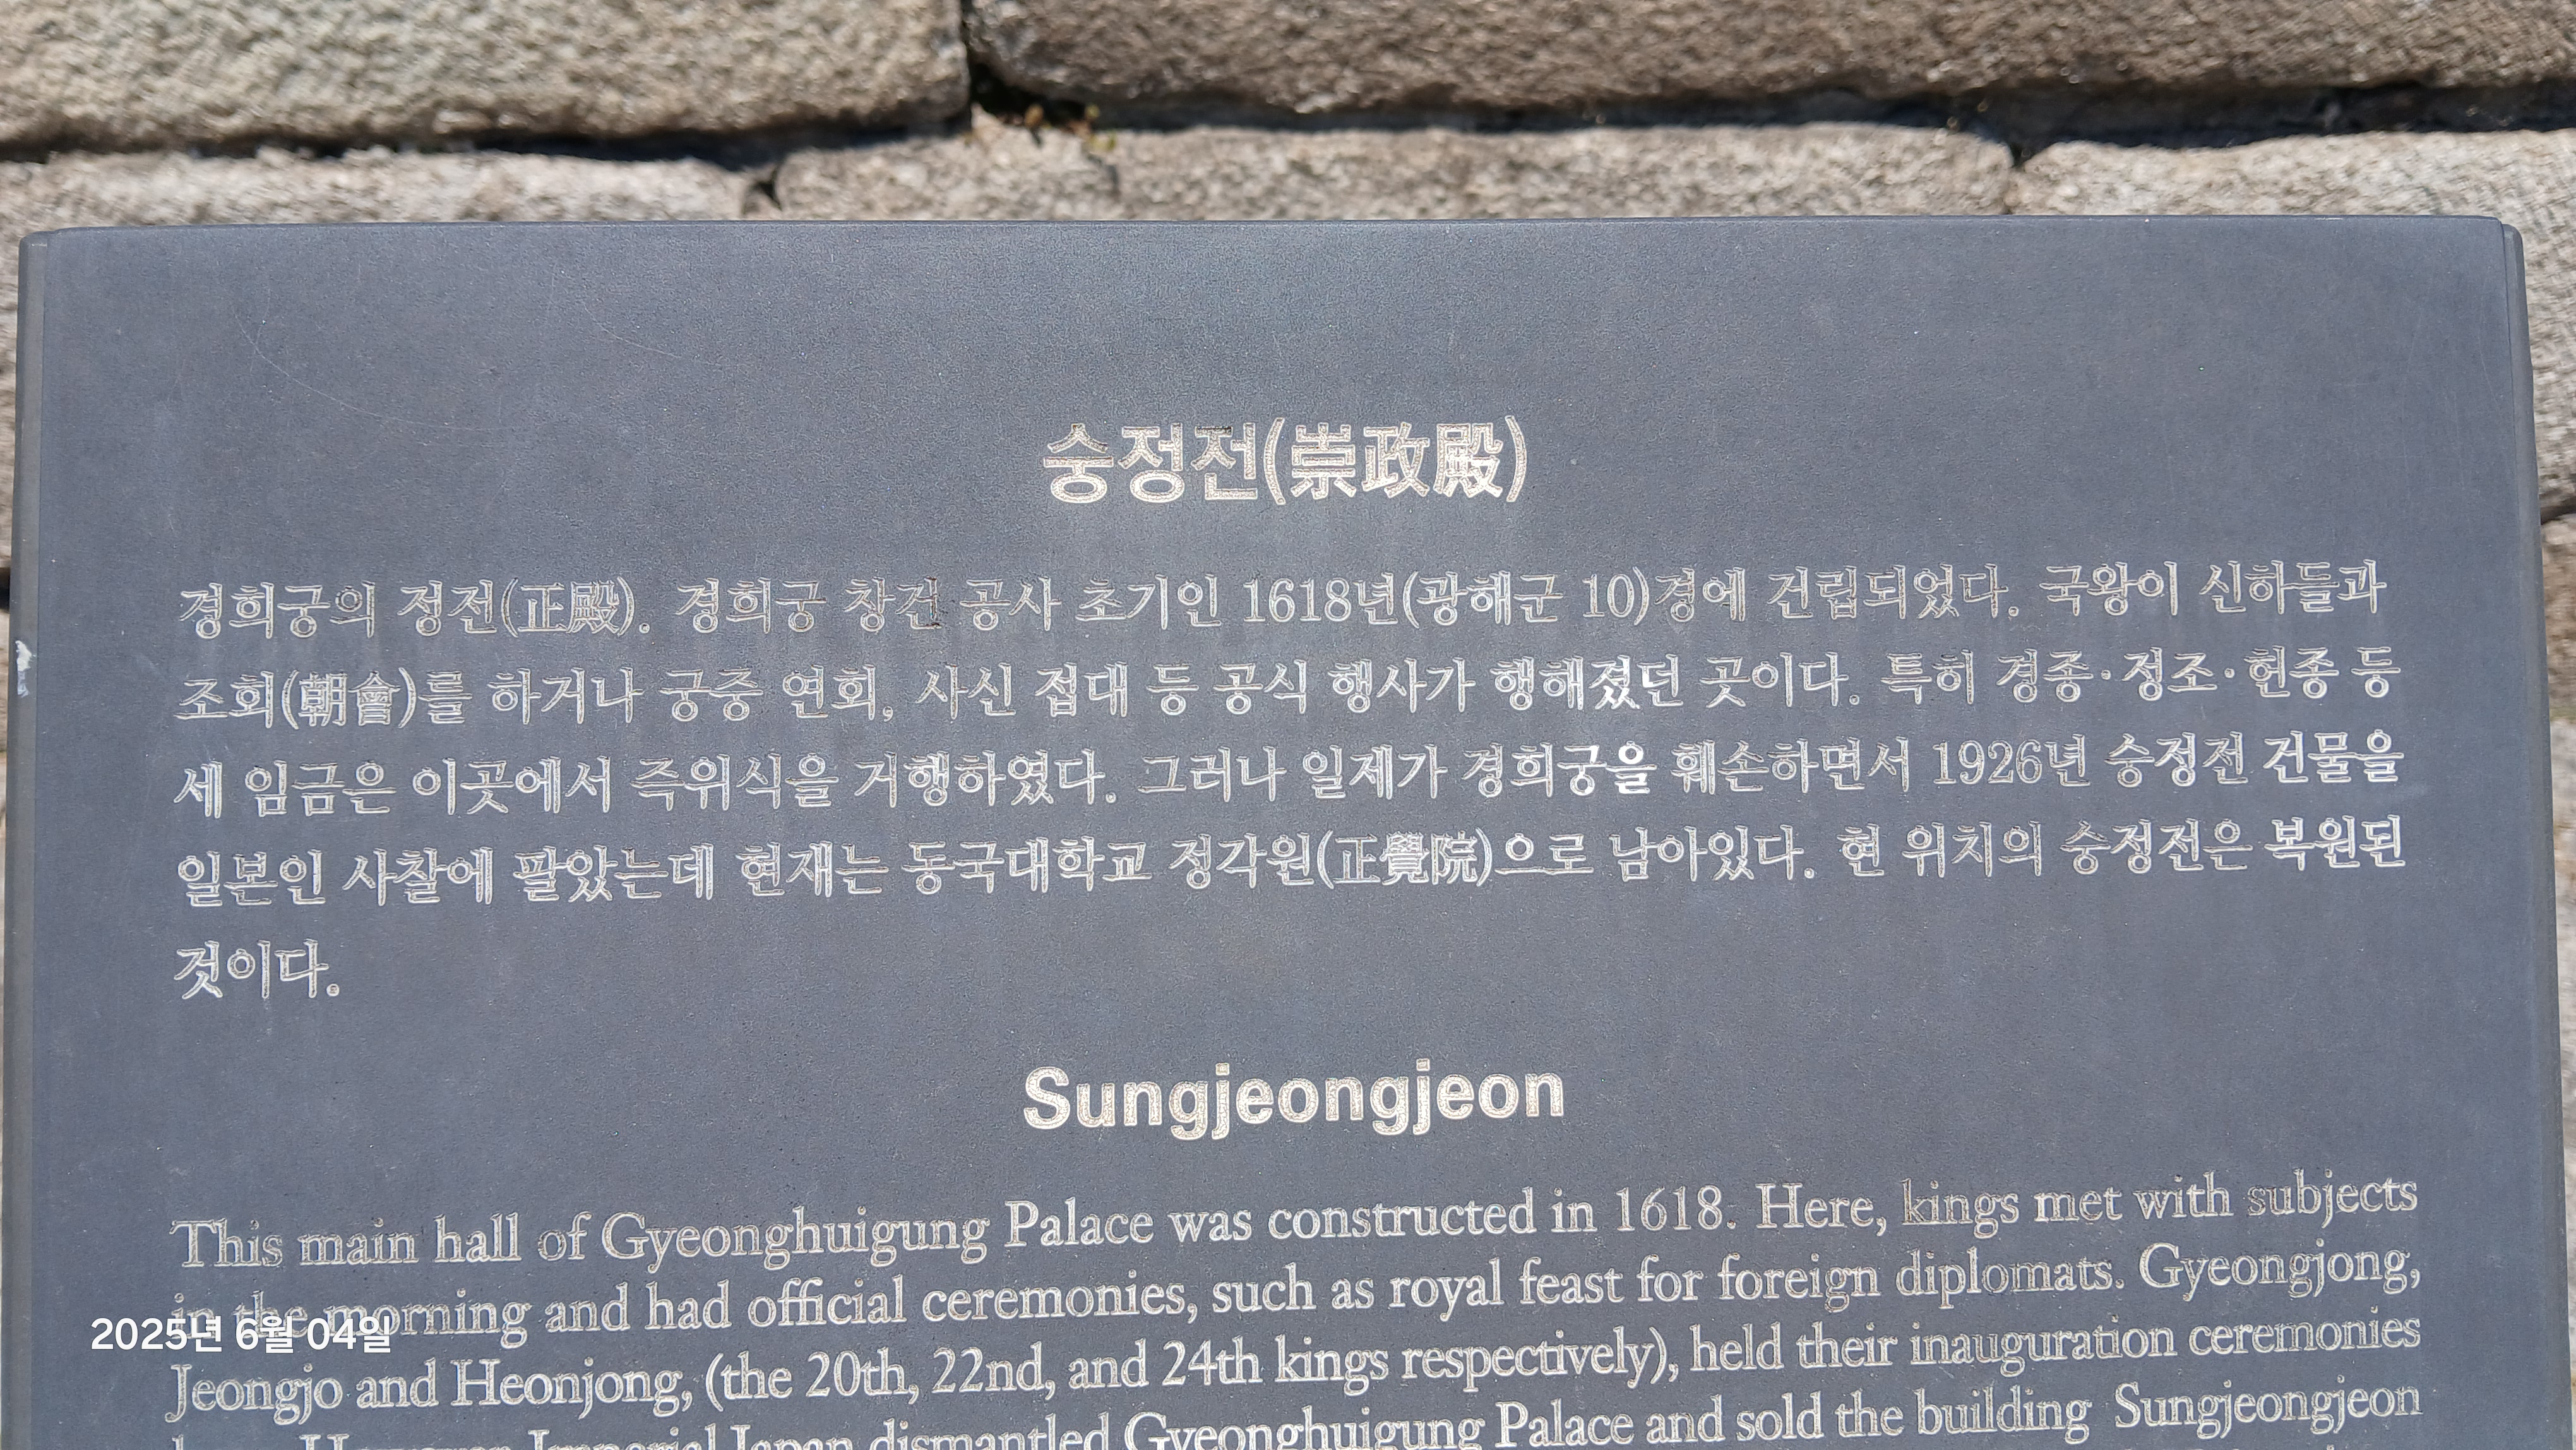 숭정전(崇政殿)
경희궁의 정전(正殿). 경희궁 창건 공사 초기인 1618년(광해군 10)경에 건립되었다. 국왕이 신하들과
조회(朝會)를 하거나 궁중 연회, 사신 접대 등 공식 행사가 행해졌던 곳이다. 특히 경종·정조·헌종 등
세 임금은 이곳에서 즉위식을 거행하였다. 그러나 일제가 경희궁을 훼손하면서 1926년 숭정전 건물을
일본인 사찰에 팔았는데 현재는 동국대학교 정각원(正覺院)으로 남아있다. 현 위치의 숭정전은 복원된
것이다.
Sungjeongjeon
This main hall of Gyeonghuigung Palace was constructed in 1618. Here, kings met with subjects
in the morning and had official ceremonies, such as royal feast for foreign diplomats. Gyeongjong,
2025년 6월 04일
Jeongjo and Heonjong, (the 20th, 22nd, and 24th kings respectively), held their inauguration ceremonies
Imperial Japan dismantled Gyeonghuigung Palace and sold the building Sungjeongjeon